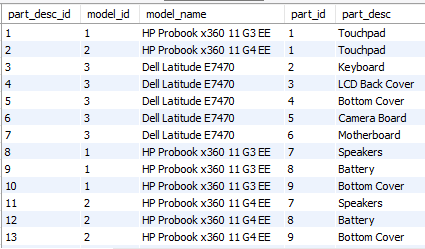 part_desc_id model_id model_name part_id part_desc
1 1 HP Probook x360 11 G3 EE 1 Touchpad
2 2 HP Probook x360 11 G4 EE 1 Touchpad
3 3 Dell Latitude E7470 2 Keyboard
4 3 Dell Latitude E7470 3 LCD Back Cover
5 3 Dell Latitude E7470 4 Bottom Cover
6 3 Dell Latitude E7470 5 Camera Board
7 3 Dell Latitude E7470 6 Motherboard
8 1 HP Probook x360 11 G3 EE 7 Speakers
9 1 HP Probook x360 11 G3 EE 8 Battery
10 1 HP Probook x360 11 G3 EE 9 Bottom Cover
11 2 HP Probook x360 11 G4 EE 7 Speakers
12 2 HP Probook x360 11 G4 EE 8 Battery
13 2 HP Probook x360 11 G4 EE 9 Bottom Cover